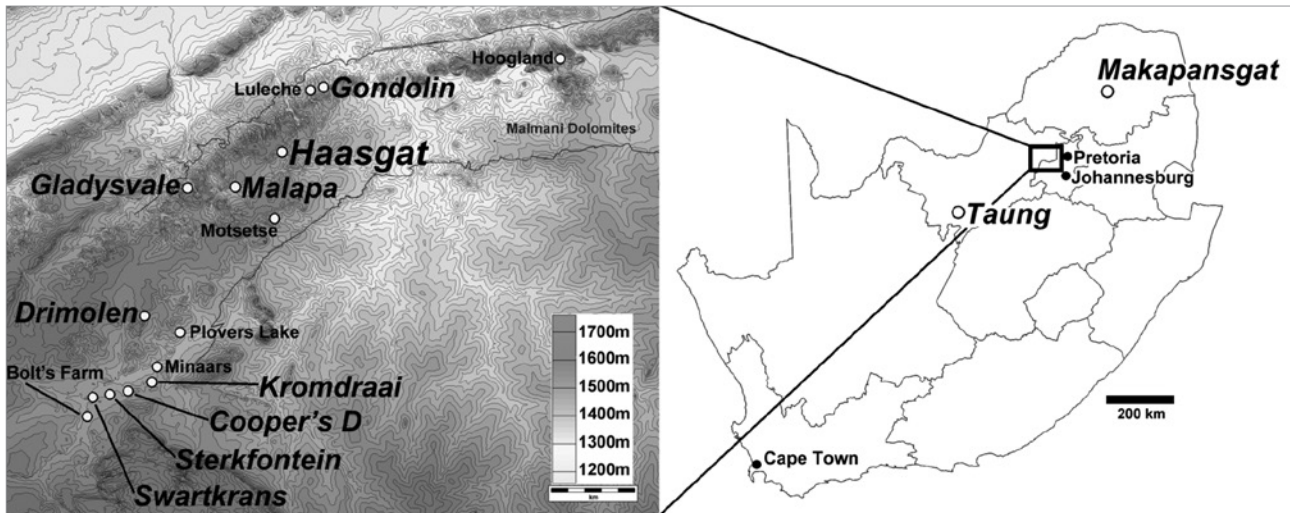 Hoogland
Luleche
Gondolin
Malmani Dolomites
Haasgat
Gladysvale
Malapa
Motsetse
Drimolen
Plovers Lake
Minaars
Bolt's Farm
Kromdraai
Cooper's D
Sterkfontein
Swartkrans
1700m
1600m
1500m
1400m
1300m
1200m
km
Makapansgat
Pretoria
Johannesburg
Taung
200 km
Cape Town